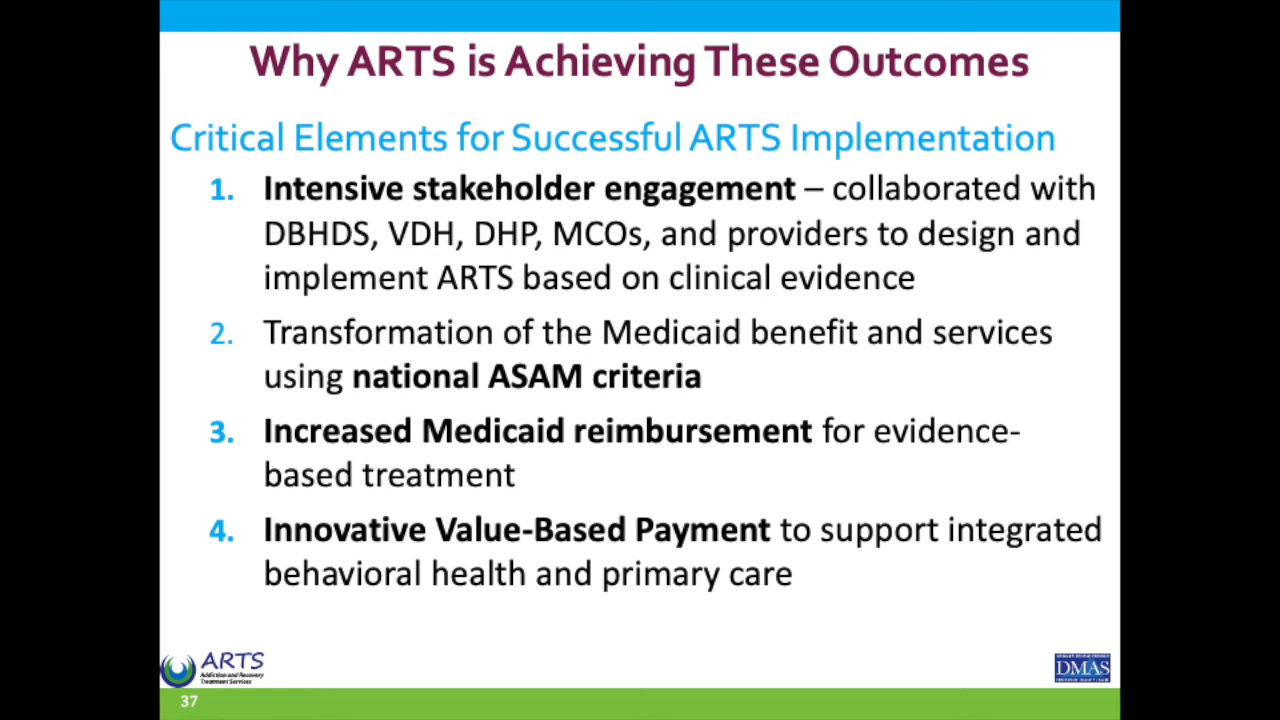 Why ARTS is Achieving These Outcomes
Critical Elements for Successful ARTS Implementation
1. Intensive stakeholder engagement – collaborated with
DBHDS, VDH, DHP, MCOs, and providers to design and
implement ARTS based on clinical evidence
2. Transformation of the Medicaid benefit and services
using national ASAM criteria
3. Increased Medicaid reimbursement for evidence-
based treatment
4. Innovative Value-Based Payment to support integrated
behavioral health and primary care
ARTS
Addiction and Recovery
Treatment Services
DMAS
37